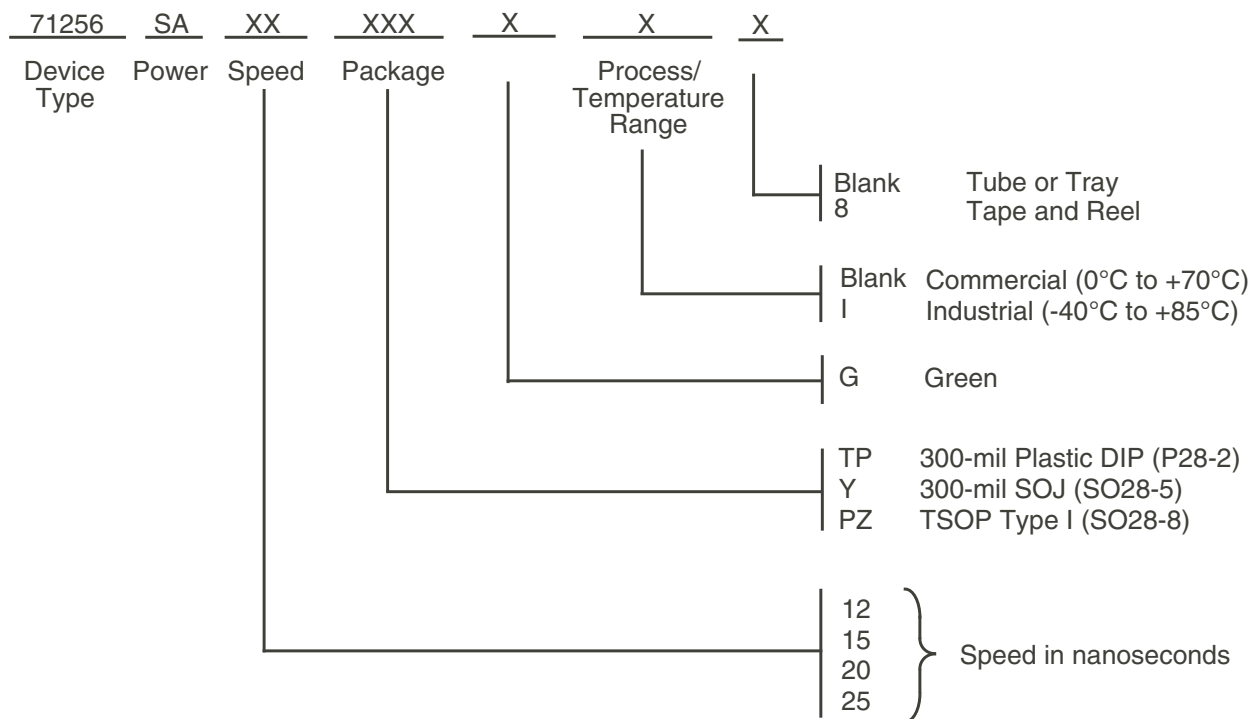 71256 SA XX XXX X X X
Device Type Power Speed Package Process/ Temperature Range
Blank Tube or Tray
8 Tape and Reel
Blank Commercial (0°C to +70°C)
I Industrial (-40°C to +85°C)
G Green
TP 300-mil Plastic DIP (P28-2)
Y 300-mil SOJ (SO28-5)
PZ TSOP Type I (SO28-8)
12
15
20
25
Speed in nanoseconds